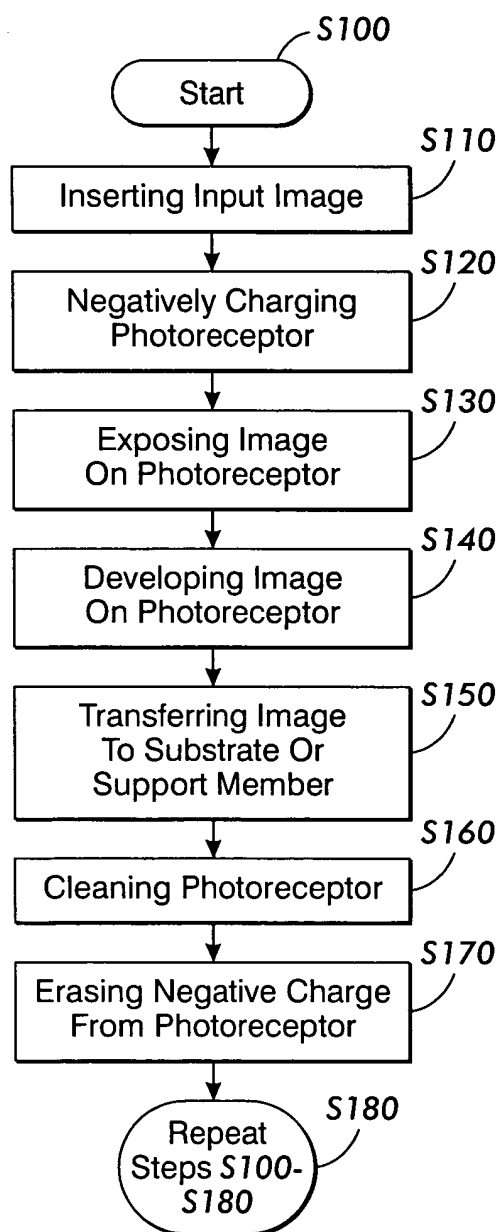 S100
Start
S110
Inserting Input Image
S120
Negatively Charging
Photoreceptor
S130
Exposing Image
On Photoreceptor
S140
Developing Image
On Photoreceptor
S150
Transferring Image
To Substrate Or
Support Member
S160
Cleaning Photoreceptor
S170
Erasing Negative Charge
From Photoreceptor
S180
Repeat
Steps S100-
S180